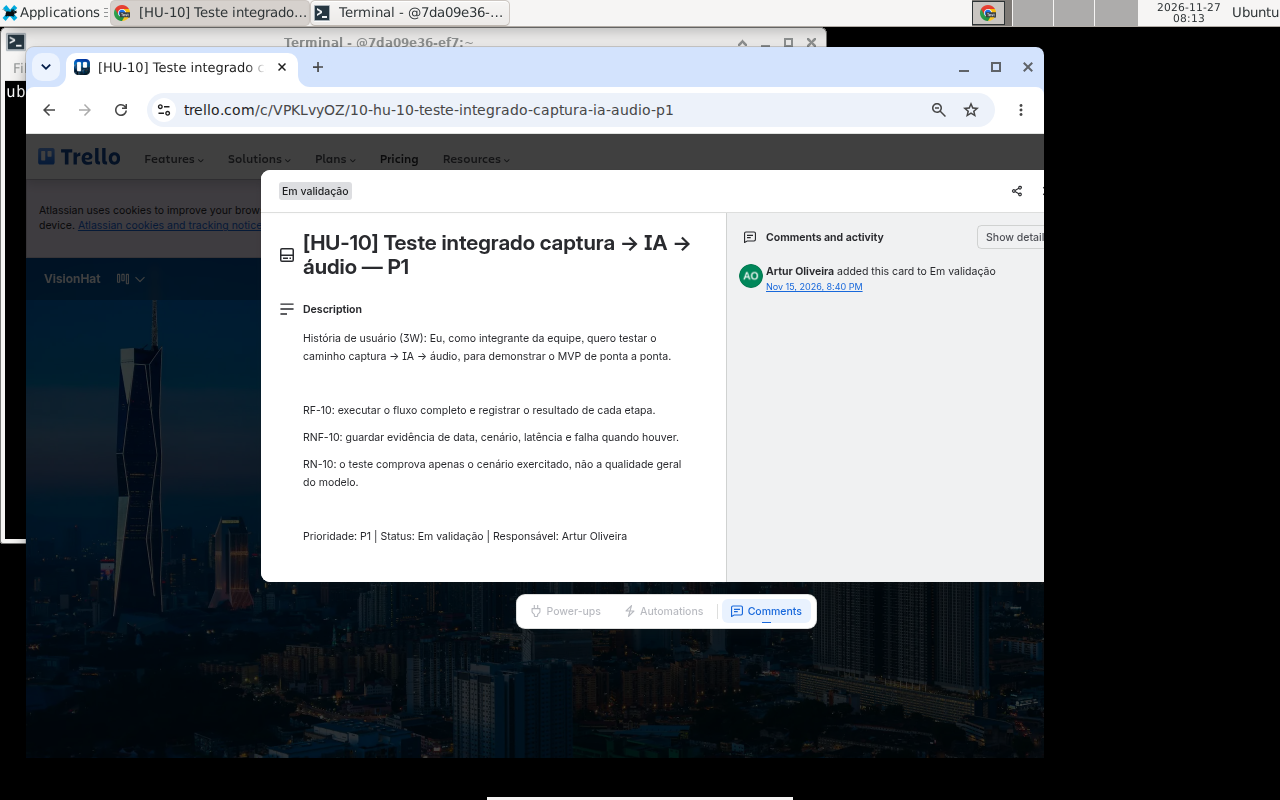 Applications
[HU-10] Teste integrado...
Terminal - @7da09e36-...
2026-11-27
08:13
Ubuntu
Terminal - @7da09e36-ef7:~
Fi
ub
[HU-10] Teste integrado c
trello.com/c/VPKLvyOZ/10-hu-10-teste-integrado-captura-ia-audio-p1
Trello
Features
Solutions
Plans
Pricing
Resources
Atlassian uses cookies to improve your brow
device. Atlassian cookies and tracking notice
VisionHat
Em validação
[HU-10] Teste integrado captura → IA →
áudio — P1
Description
História de usuário (3W): Eu, como integrante da equipe, quero testar o
caminho captura → IA → áudio, para demonstrar o MVP de ponta a ponta.
RF-10: executar o fluxo completo e registrar o resultado de cada etapa.
RNF-10: guardar evidência de data, cenário, latência e falha quando houver.
RN-10: o teste comprova apenas o cenário exercitado, não a qualidade geral
do modelo.
Prioridade: P1 | Status: Em validação | Responsável: Artur Oliveira
Comments and activity
Show detail
AO
Artur Oliveira added this card to Em validação
Nov 15, 2026, 8:40 PM
Power-ups
Automations
Comments